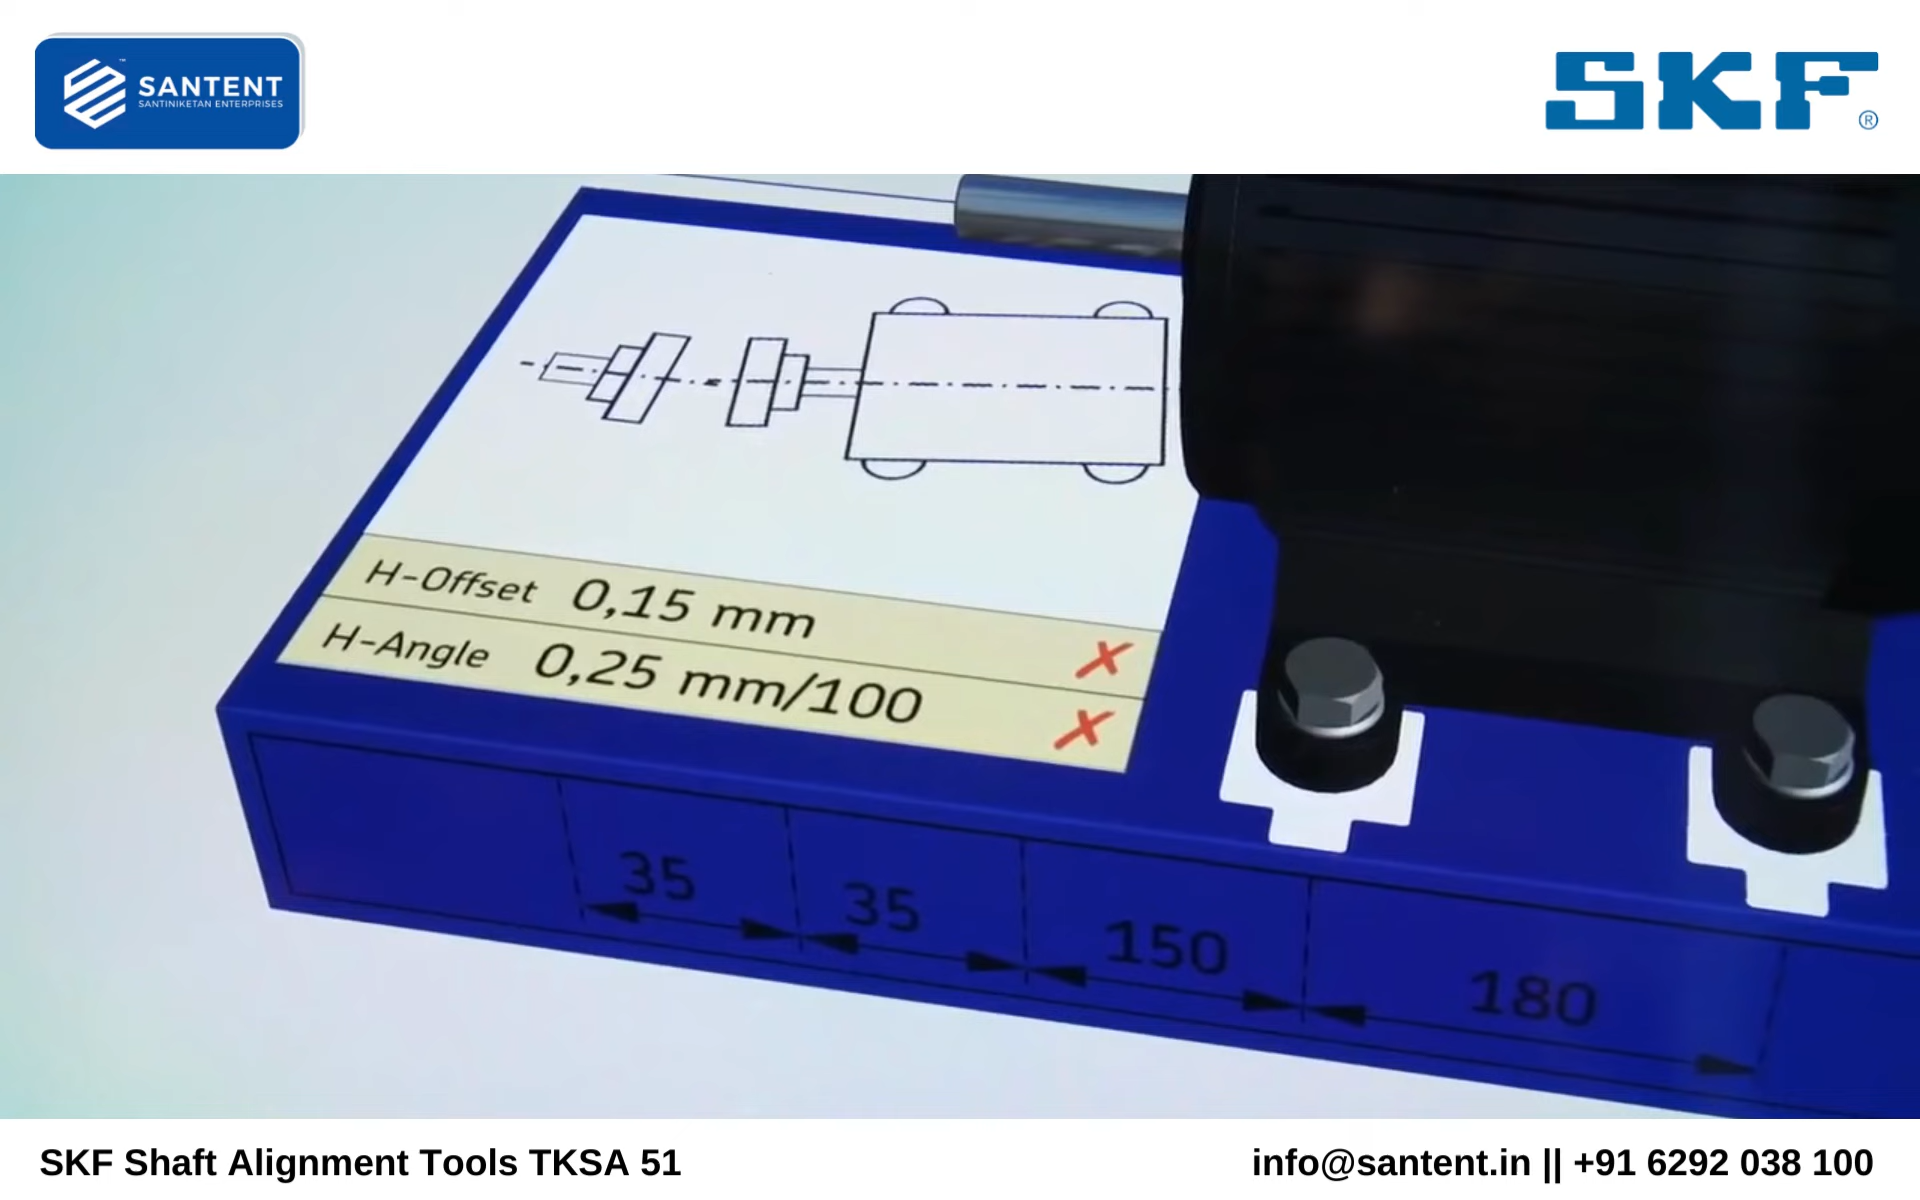 SANTENT
SANTINIKETAN ENTERPRISES
SKF
®
H-Offset 0,15 mm
H-Angle 0,25 mm/100
35
35
150
180
SKF Shaft Alignment Tools TKSA 51
info@santent.in || +91 6292 038 100